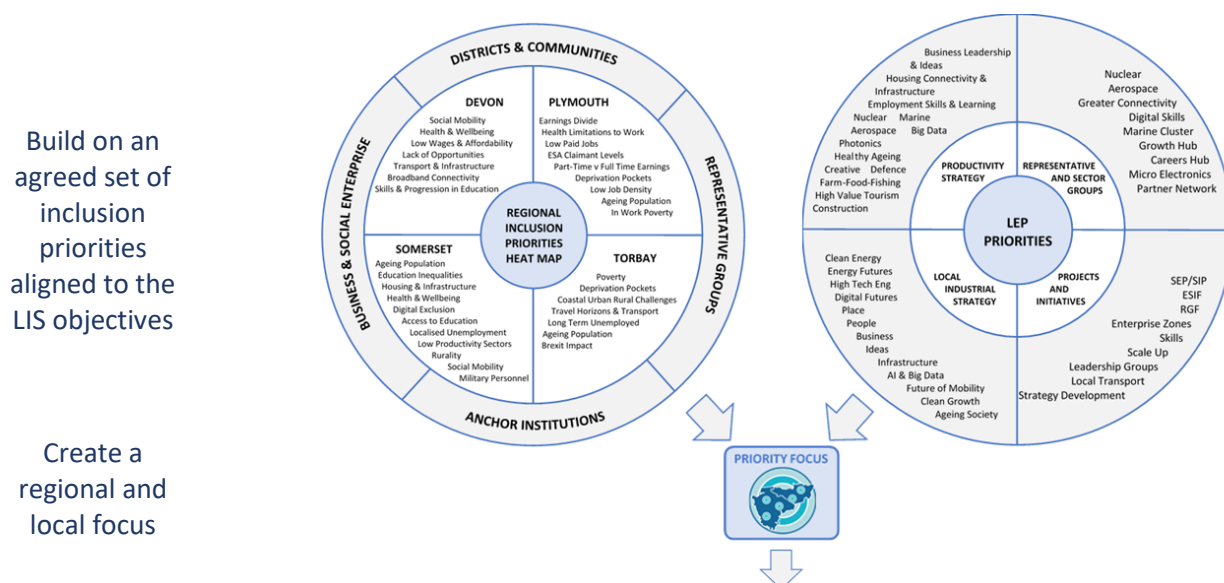 Build on an
agreed set of
inclusion
priorities
aligned to the
LIS objectives
Create a
regional and
local focus
DISTRICTS & COMMUNITIES
BUSINESS & SOCIAL ENTERPRISE
REPRESENTATIVE GROUPS
ANCHOR INSTITUTIONS
REGIONAL
INCLUSION
PRIORITIES
HEAT MAP
DEVON
Social Mobility
Health & Wellbeing
Low Wages & Affordability
Lack of Opportunities
Transport & Infrastructure
Broadband Connectivity
Skills & Progression in Education
PLYMOUTH
Earnings Divide
Health Limitations to Work
Low Paid Jobs
ESA Claimant Levels
Part-Time v Full Time Earnings
Deprivation Pockets
Low Job Density
Ageing Population
In Work Poverty
SOMERSET
Ageing Population
Education Inequalities
Housing & Infrastructure
Health & Wellbeing
Digital Exclusion
Access to Education
Localised Unemployment
Low Productivity Sectors
Rurality
Social Mobility
Military Personnel
TORBAY
Poverty
Deprivation Pockets
Coastal Urban Rural Challenges
Travel Horizons & Transport
Long Term Unemployed
Ageing Population
Brexit Impact
LEP
PRIORITIES
PRODUCTIVITY
STRATEGY
Business Leadership
& Ideas
Housing Connectivity &
Infrastructure
Employment Skills & Learning
Nuclear Marine
Aerospace Big Data
Photonics
Healthy Ageing
Creative Defence
Farm-Food-Fishing
High Value Tourism
Construction
REPRESENTATIVE
AND SECTOR
GROUPS
Nuclear
Aerospace
Greater Connectivity
Digital Skills
Marine Cluster
Growth Hub
Careers Hub
Micro Electronics
Partner Network
LOCAL
INDUSTRIAL
STRATEGY
Clean Energy
Energy Futures
High Tech Eng
Digital Futures
Place
People
Business
Ideas
Infrastructure
AI & Big Data
Future of Mobility
Clean Growth
Ageing Society
PROJECTS
AND
INITIATIVES
SEP/SIP
ESIF
RGF
Enterprise Zones
Skills
Scale Up
Leadership Groups
Local Transport
Strategy Development
PRIORITY FOCUS